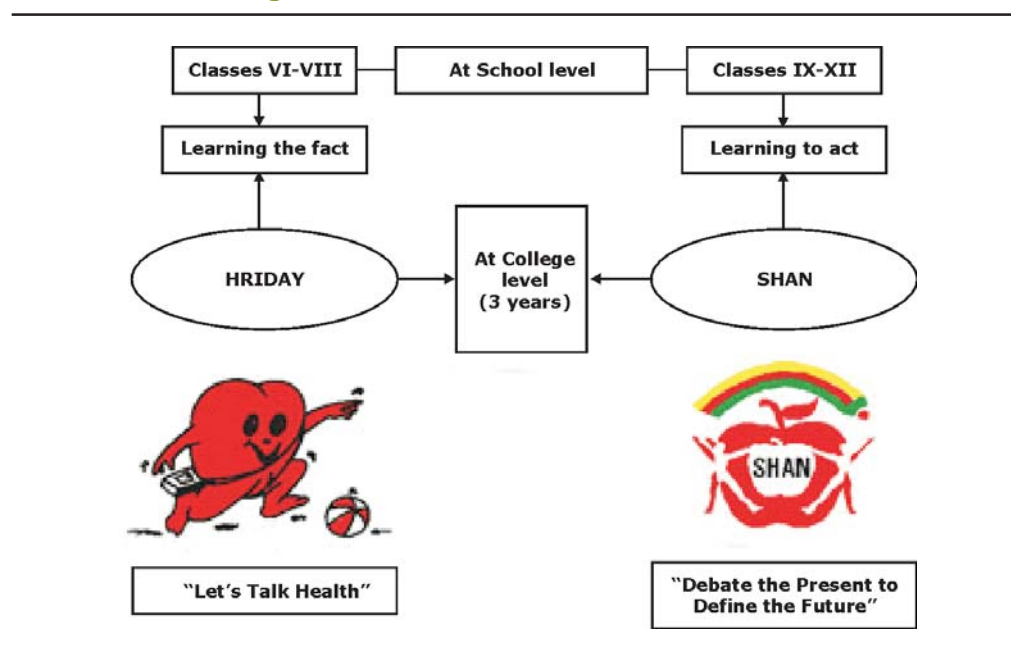 Classes VI-VIII
At School level
Classes IX-XII
Learning the fact
Learning to act
HRIDAY
At College
level
(3 years)
SHAN
SHAN
“Let’s Talk Health”
“Debate the Present to
Define the Future”